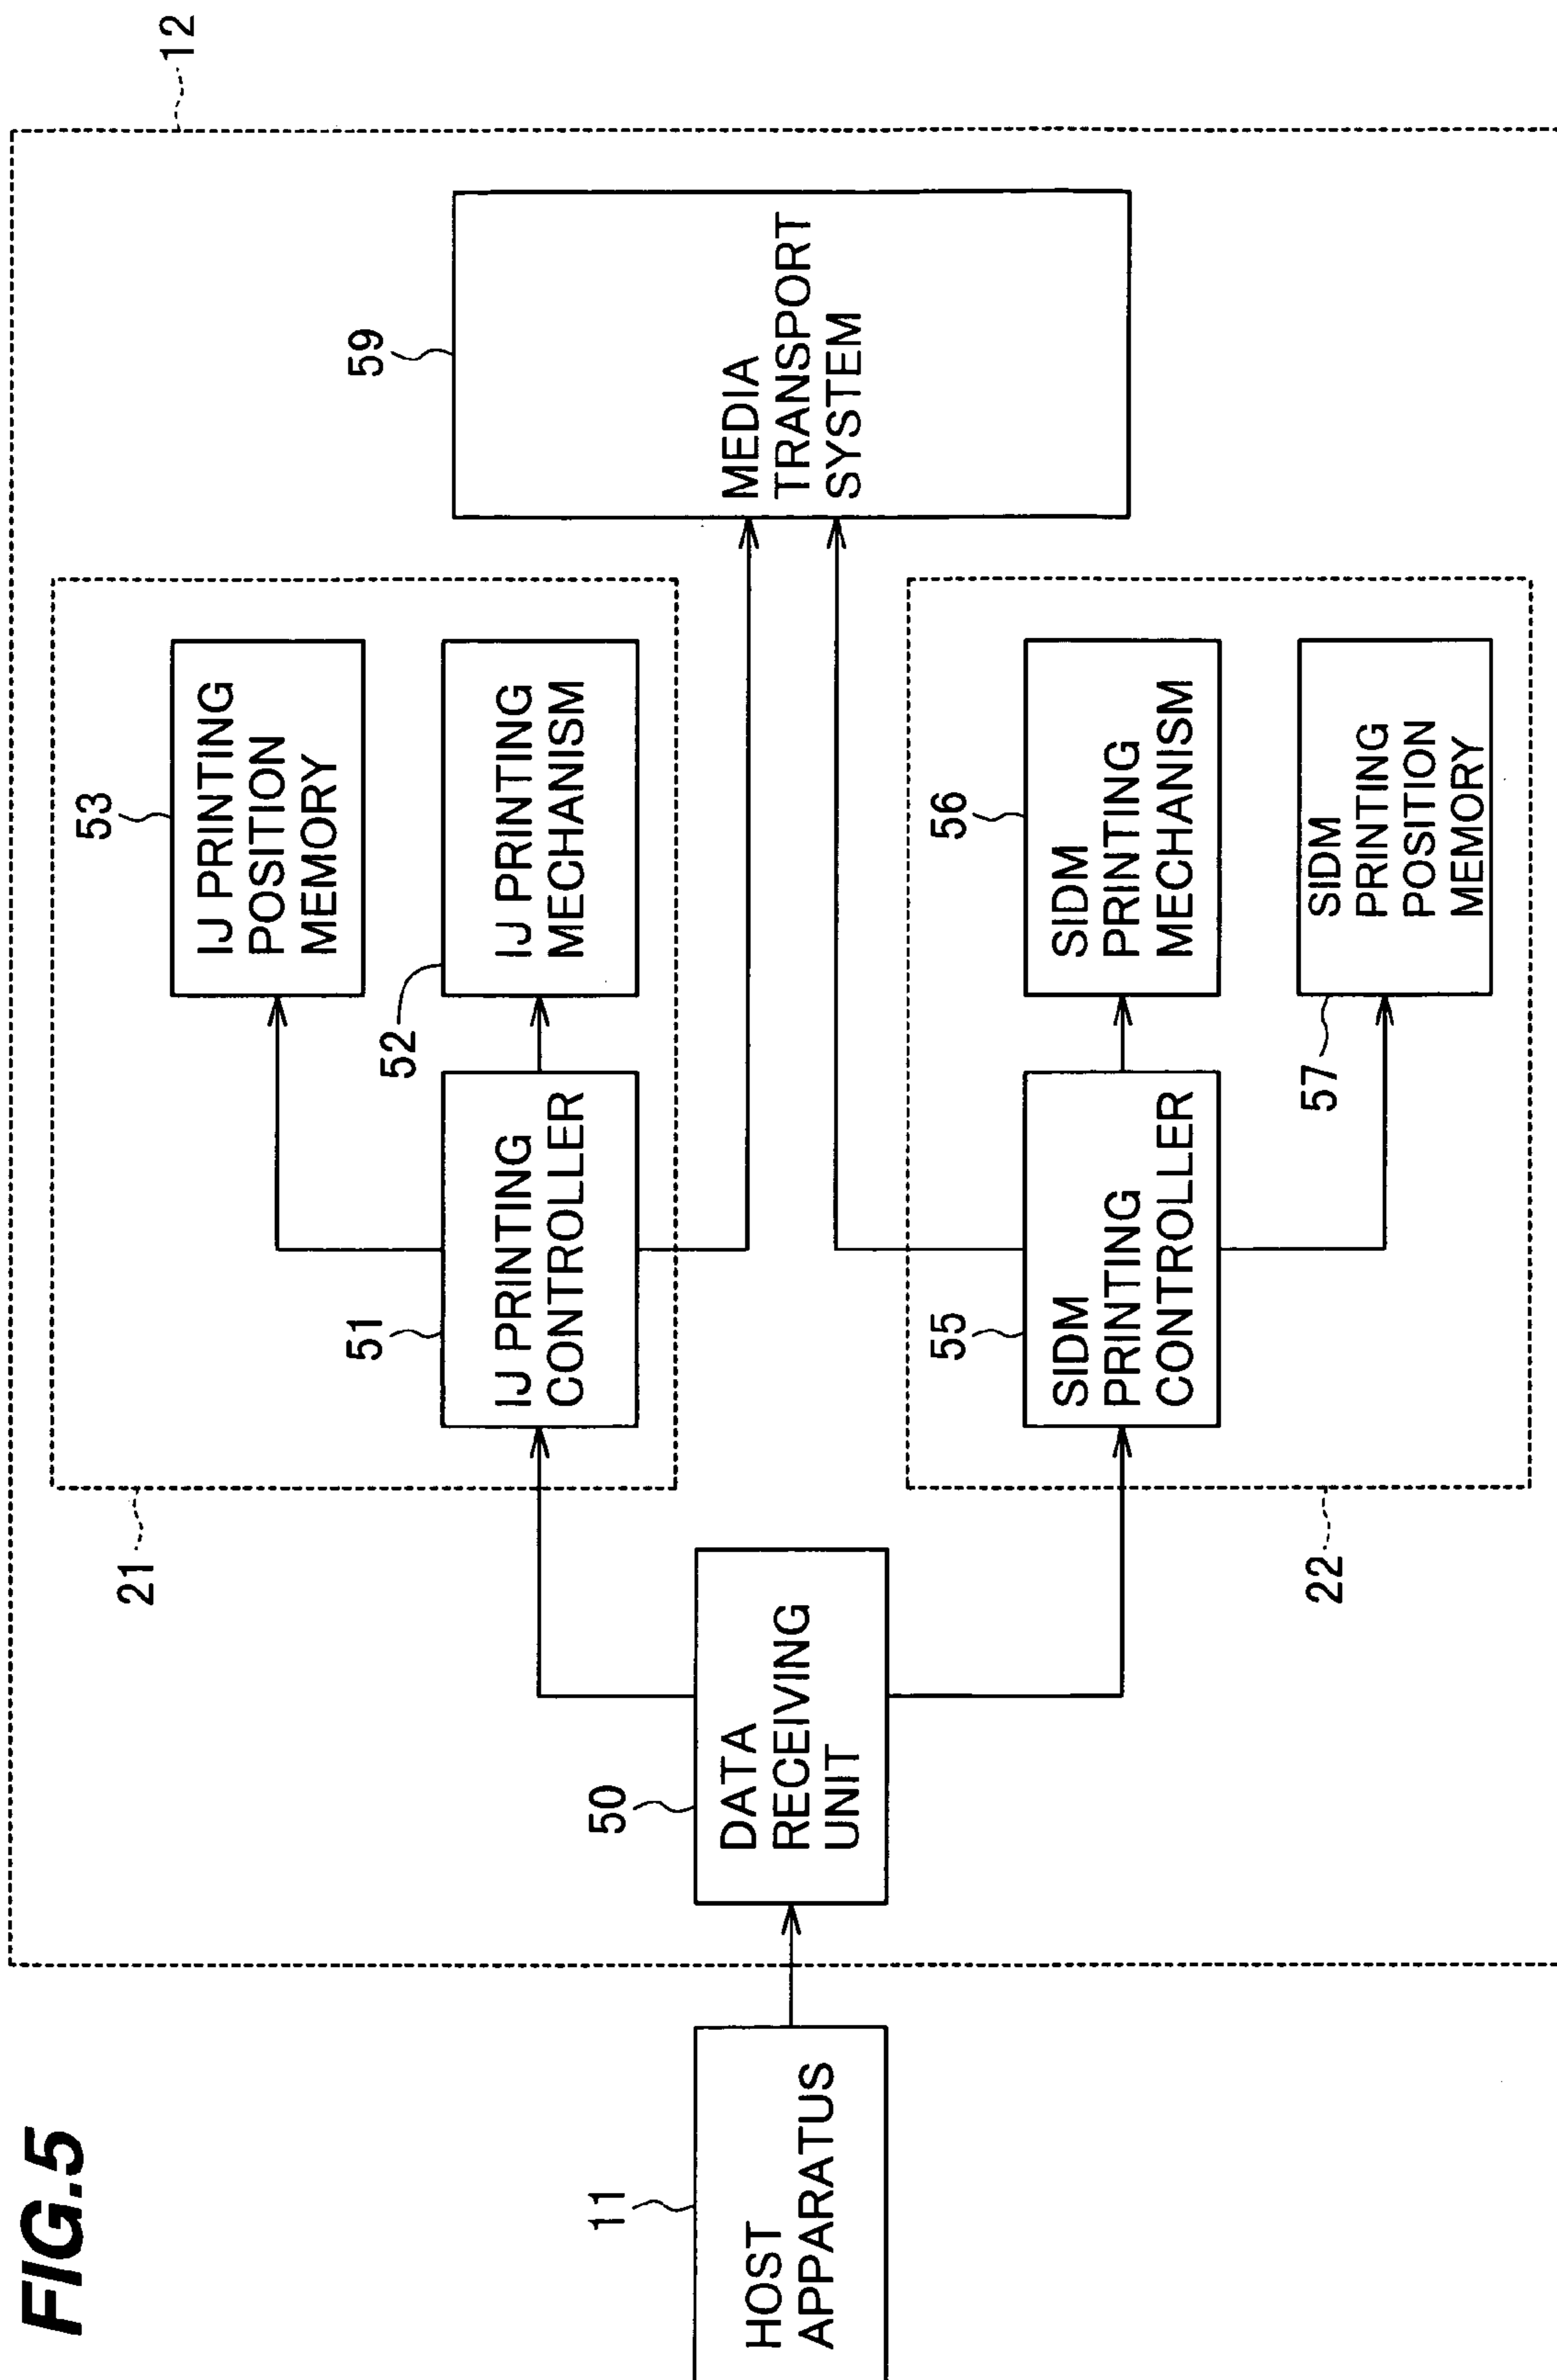 FIG.5
12
11
HOST
APPARATUS
50
DATA
RECEIVING
UNIT
21
51
IJ PRINTING
CONTROLLER
53
IJ PRINTING
POSITION
MEMORY
52
IJ PRINTING
MECHANISM
59
MEDIA
TRANSPORT
SYSTEM
22
55
SIDM
PRINTING
CONTROLLER
56
SIDM
PRINTING
MECHANISM
57
SIDM
PRINTING
POSITION
MEMORY